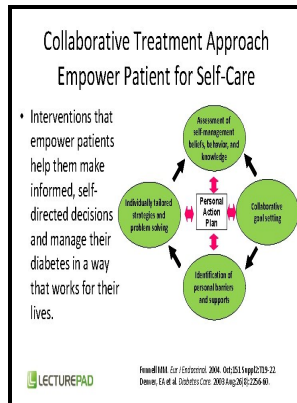 Collaborative Treatment Approach
Empower Patient for Self-Care
• Interventions that
empower patients
help them make
informed, self-
directed decisions
and manage their
diabetes in a way
that works for their
lives.
Assessment of
self-management
beliefs, behavior, and
knowledge
Individually tailored
strategies and
problem solving
Personal
Action
Plan
Collaborative
goal setting
Identification of
personal barriers
and supports
LECTUREPAD
Funnell MM. Eur J Endocrinol. 2004. Oct;151 Suppl2:T19-22.
EA et al. Diabetes Care. 2003 Aug;26(8):2256-60.